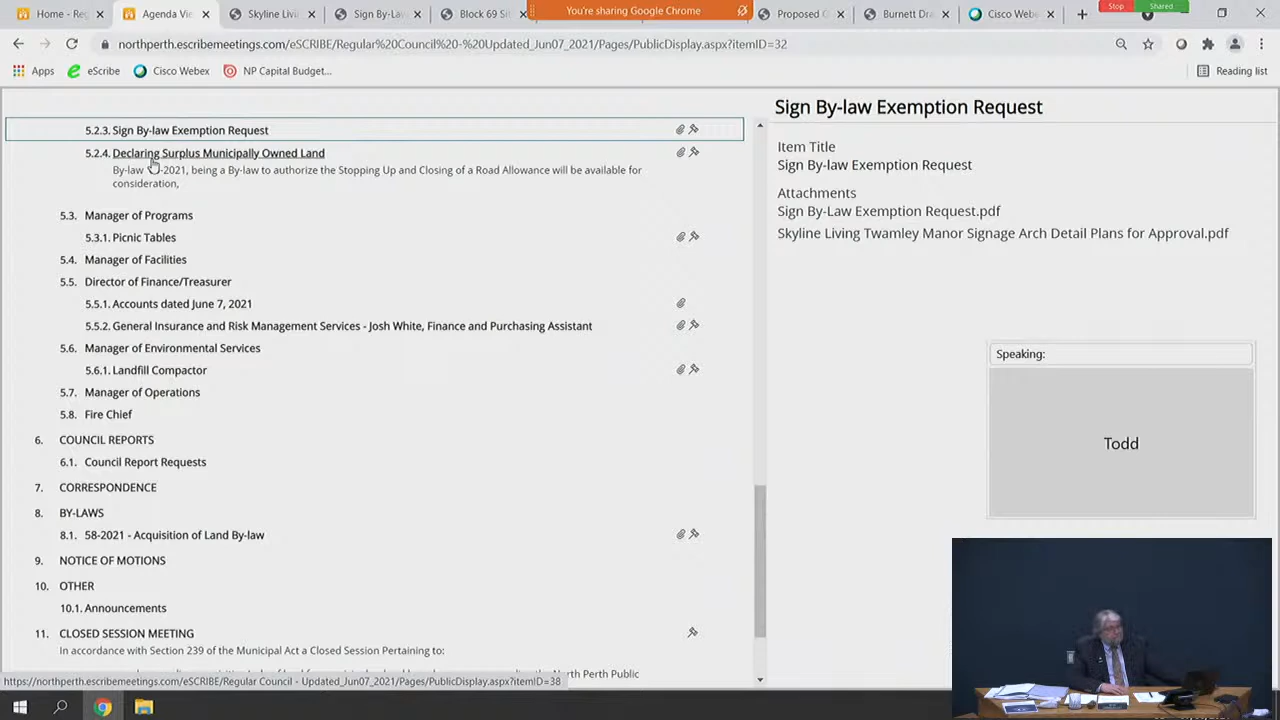 You're sharing Google Chrome
Stop
Shared
Home - Re
Agenda Vie
Skyline Livi
Sign By-Law
Block 69 Sit
Proposed G
Burnett Dra
Cisco Webe
northperth.escribemeetings.com/eSCRIBE/Regular%20Council%20-%20Updated_Jun07_2021/Pages/PublicDisplay.aspx?itemID=32
Apps
eScribe
Cisco Webex
NP Capital Budget...
Reading list
5.2.3. Sign By-law Exemption Request
5.2.4. Declaring Surplus Municipally Owned Land
By-law -2021, being a By-law to authorize the Stopping Up and Closing of a Road Allowance will be available for
consideration,
5.3. Manager of Programs
5.3.1. Picnic Tables
5.4. Manager of Facilities
5.5. Director of Finance/Treasurer
5.5.1. Accounts dated June 7, 2021
5.5.2. General Insurance and Risk Management Services - Josh White, Finance and Purchasing Assistant
5.6. Manager of Environmental Services
5.6.1. Landfill Compactor
5.7. Manager of Operations
5.8. Fire Chief
6. COUNCIL REPORTS
6.1. Council Report Requests
7. CORRESPONDENCE
8. BY-LAWS
8.1. 58-2021 - Acquisition of Land By-law
9. NOTICE OF MOTIONS
10. OTHER
10.1. Announcements
11. CLOSED SESSION MEETING
In accordance with Section 239 of the Municipal Act a Closed Session Pertaining to:
North Perth Public
https://northperth.escribemeetings.com/eSCRIBE/Regular Council - Updated_Jun07_2021/Pages/PublicDisplay.aspx?itemID=38
Sign By-law Exemption Request
Item Title
Sign By-law Exemption Request
Attachments
Sign By-Law Exemption Request.pdf
Skyline Living Twamley Manor Signage Arch Detail Plans for Approval.pdf
Speaking:
Todd